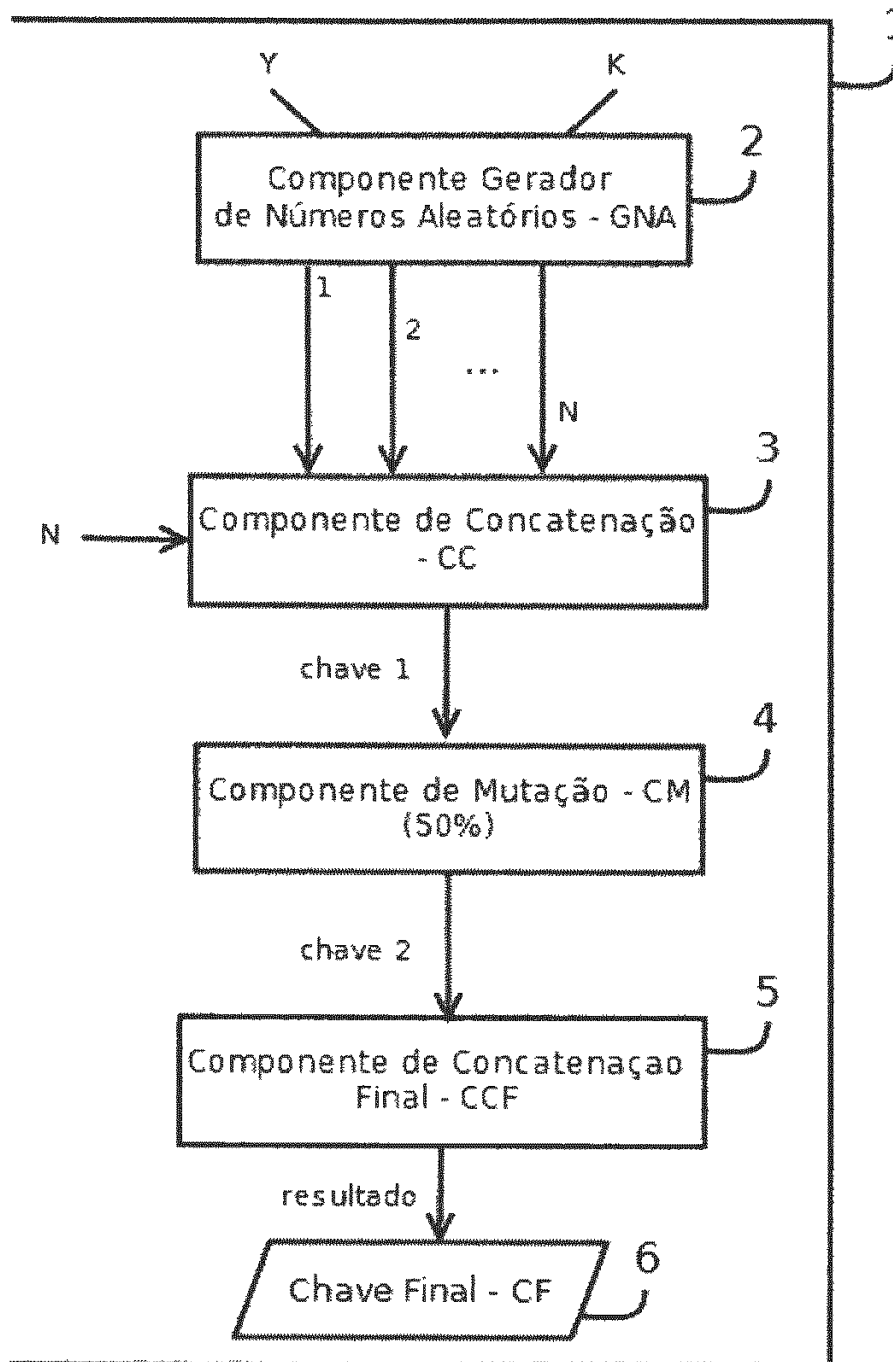 Y
K
2
Componente Gerador
de Números Aleatórios - GNA
1
2
...
N
3
N
Componente de Concatenação
- CC
chave 1
4
Componente de Mutação - CM
(50%)
chave 2
5
Componente de Concatenaçao
Final - CCF
resultado
6
Chave Final - CF